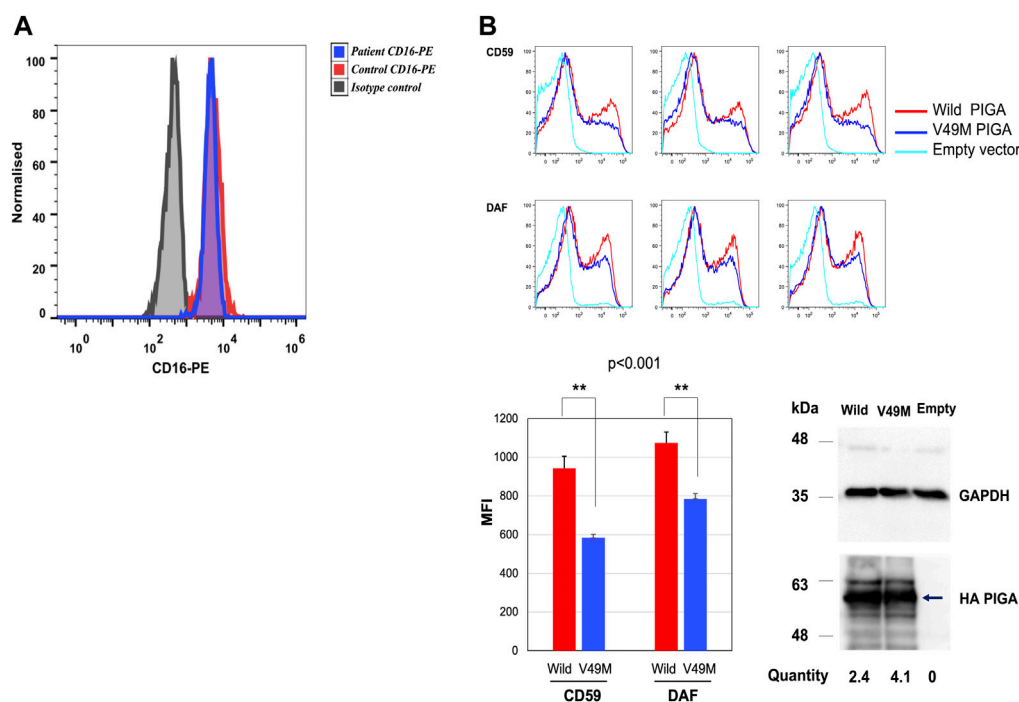 A
Normalised
100
80
60
40
20
0
10^0
10^2
10^4
10^6
CD16-PE
Patient CD16-PE
Control CD16-PE
Isotype control
B
CD59
DAF
Wild PIGA
V49M PIGA
Empty vector
p<0.001
**
**
MFI
1200
1000
800
600
400
200
0
Wild V49M
Wild V49M
CD59
DAF
kDa
Wild V49M Empty
48
35
GAPDH
63
48
HA PIGA
Quantity 2.4 4.1 0